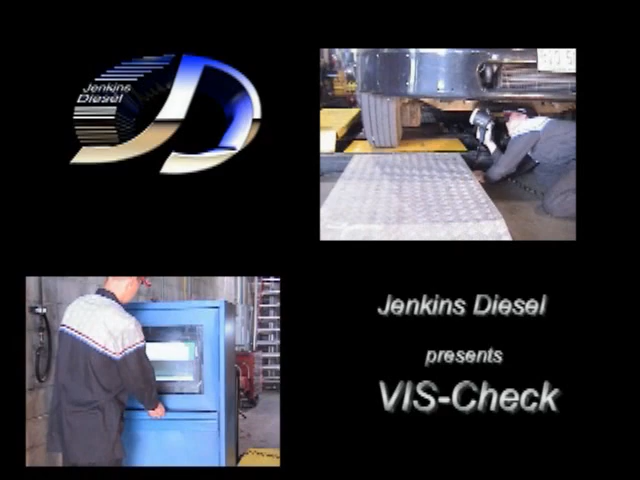 Jenkins
Diesel
Jenkins Diesel
presents
VIS-Check